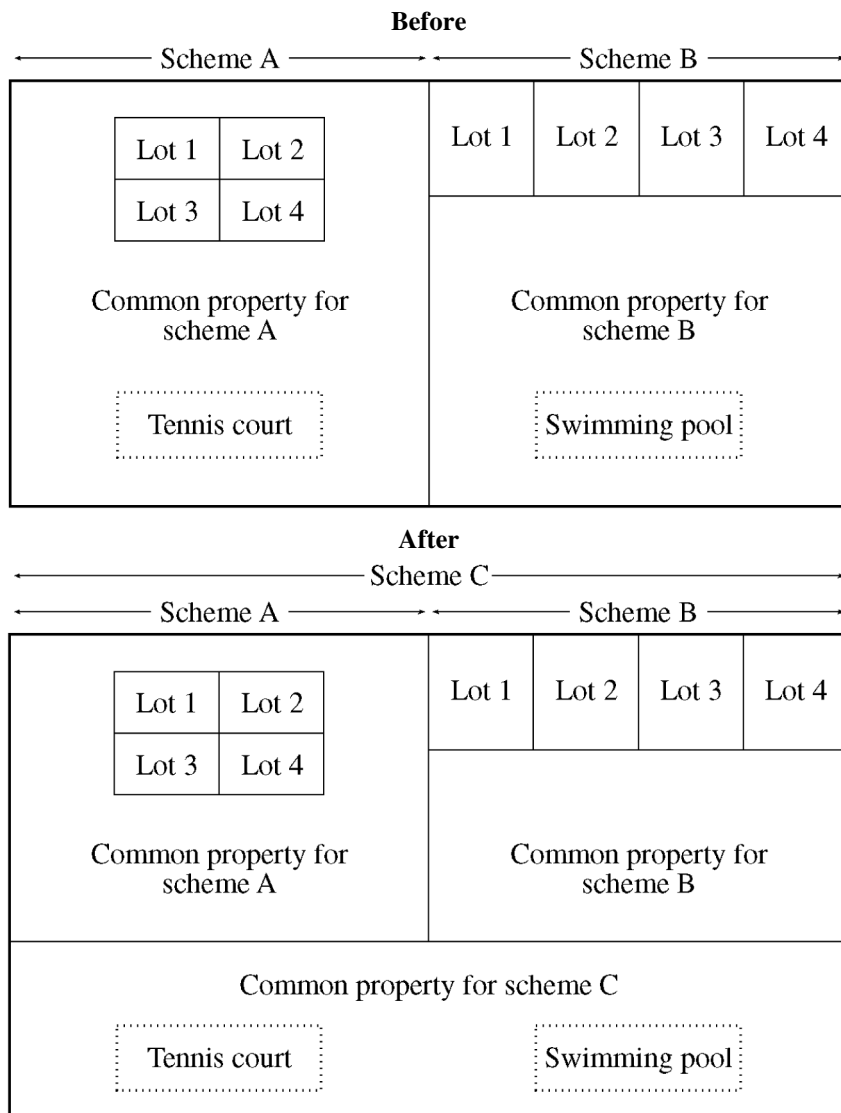 Before
Scheme A Scheme B
Lot 1 Lot 2 Lot 1 Lot 2 Lot 3 Lot 4
Lot 3 Lot 4
Common property for Common property for
scheme A scheme B
Tennis court Swimming pool
After
Scheme C
Scheme A Scheme B
Lot 1 Lot 2 Lot 1 Lot 2 Lot 3 Lot 4
Lot 3 Lot 4
Common property for Common property for
scheme A scheme B
Common property for scheme C
Tennis court Swimming pool